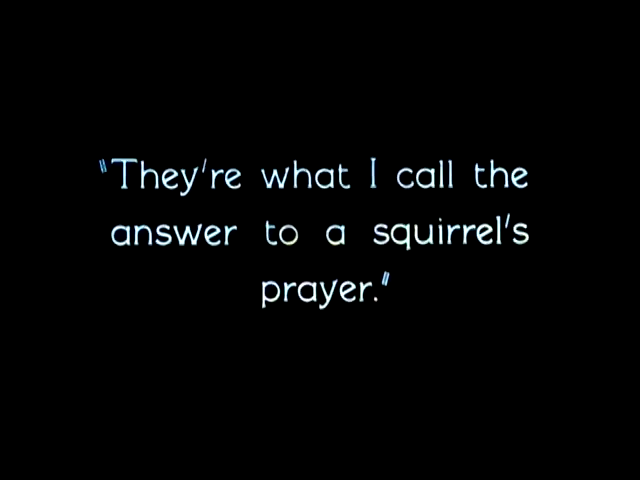 "They're what I call the
answer to a squirrel's
prayer."